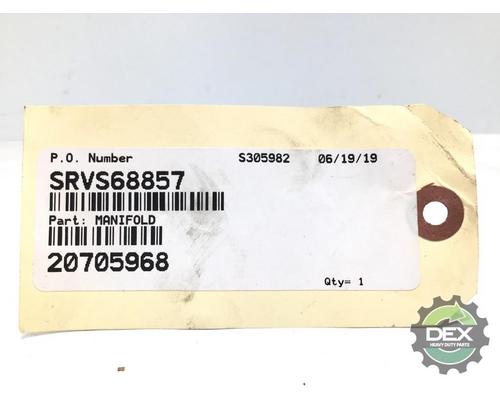 P.O. Number S305982 06/19/19
SRVS68857
Part: MANIFOLD
20705968
Qty= 1
DEX
HEAVY DUTY PARTS